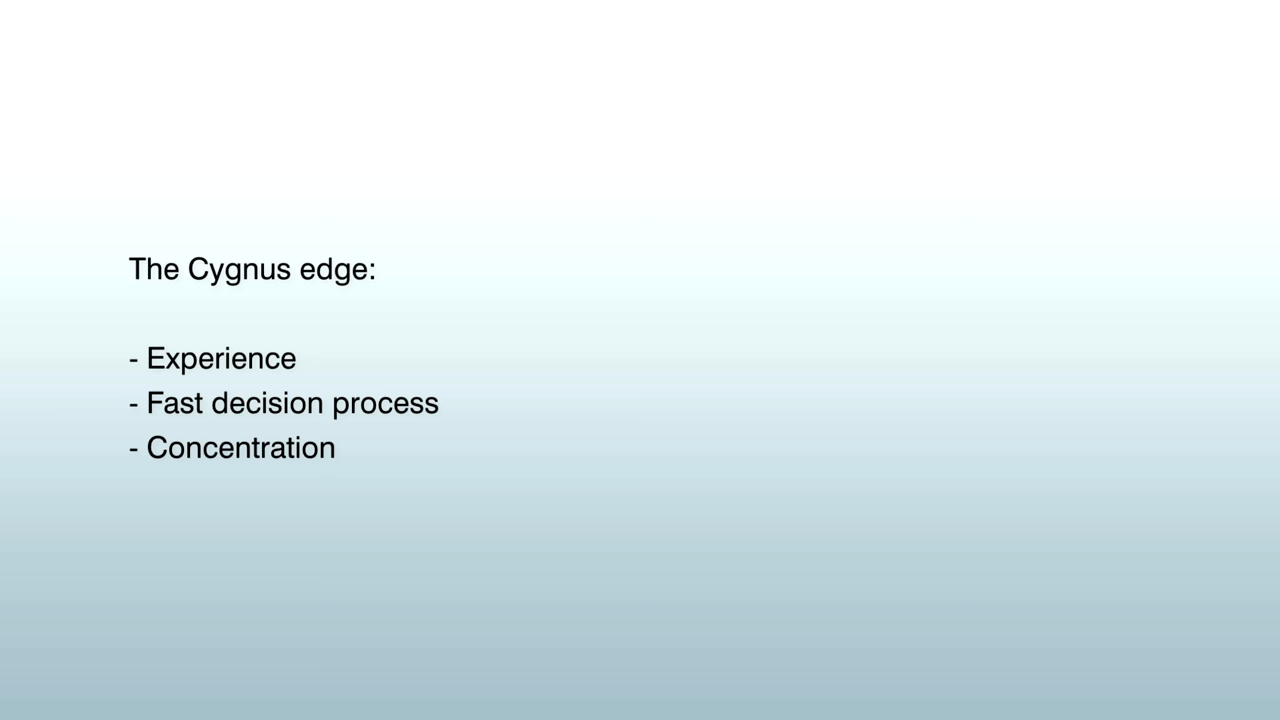 The Cygnus edge:
- Experience
- Fast decision process
- Concentration